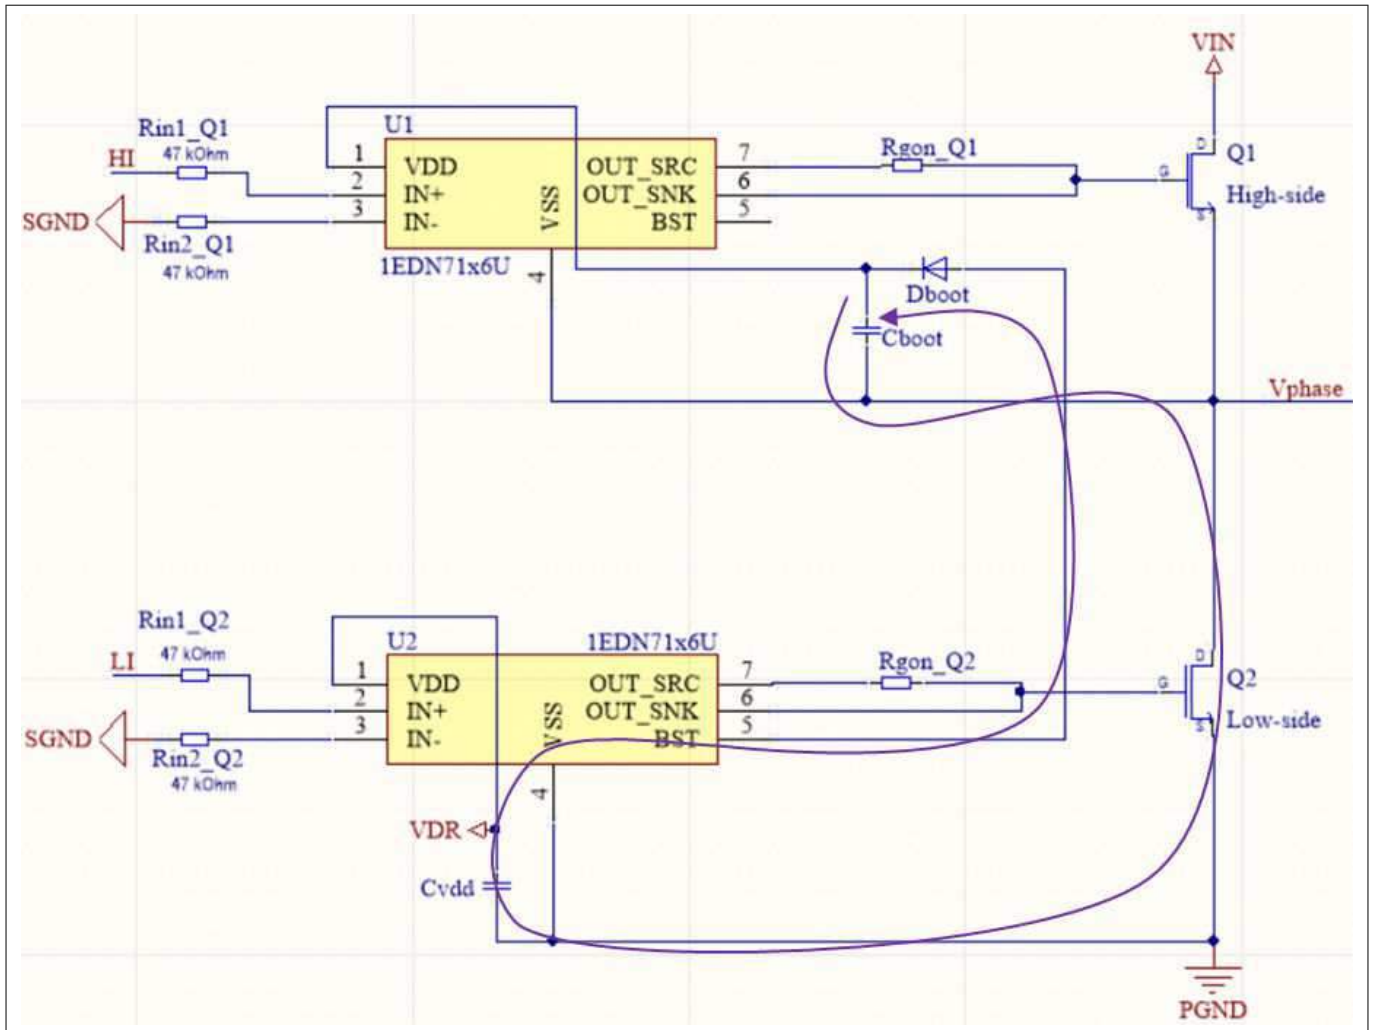 VIN
U1
Rin1_Q1
47 kOhm
HI
1 VDD OUT_SRC 7
2 IN+ OUT_SNK 6
3 IN- BST 5
VSS
4
Rgon_Q1
D
G
S
Q1
High-side
SGND
Rin2_Q1
47 kOhm
1EDN71x6U
Dboot
Cboot
Vphase
Rin1_Q2
47 kOhm
LI
U2 1EDN71x6U
1 VDD OUT_SRC 7
2 IN+ OUT_SNK 6
3 IN- BST 5
VSS
4
Rgon_Q2
D
G
S
Q2
Low-side
SGND
Rin2_Q2
47 kOhm
VDR
Cvdd
PGND